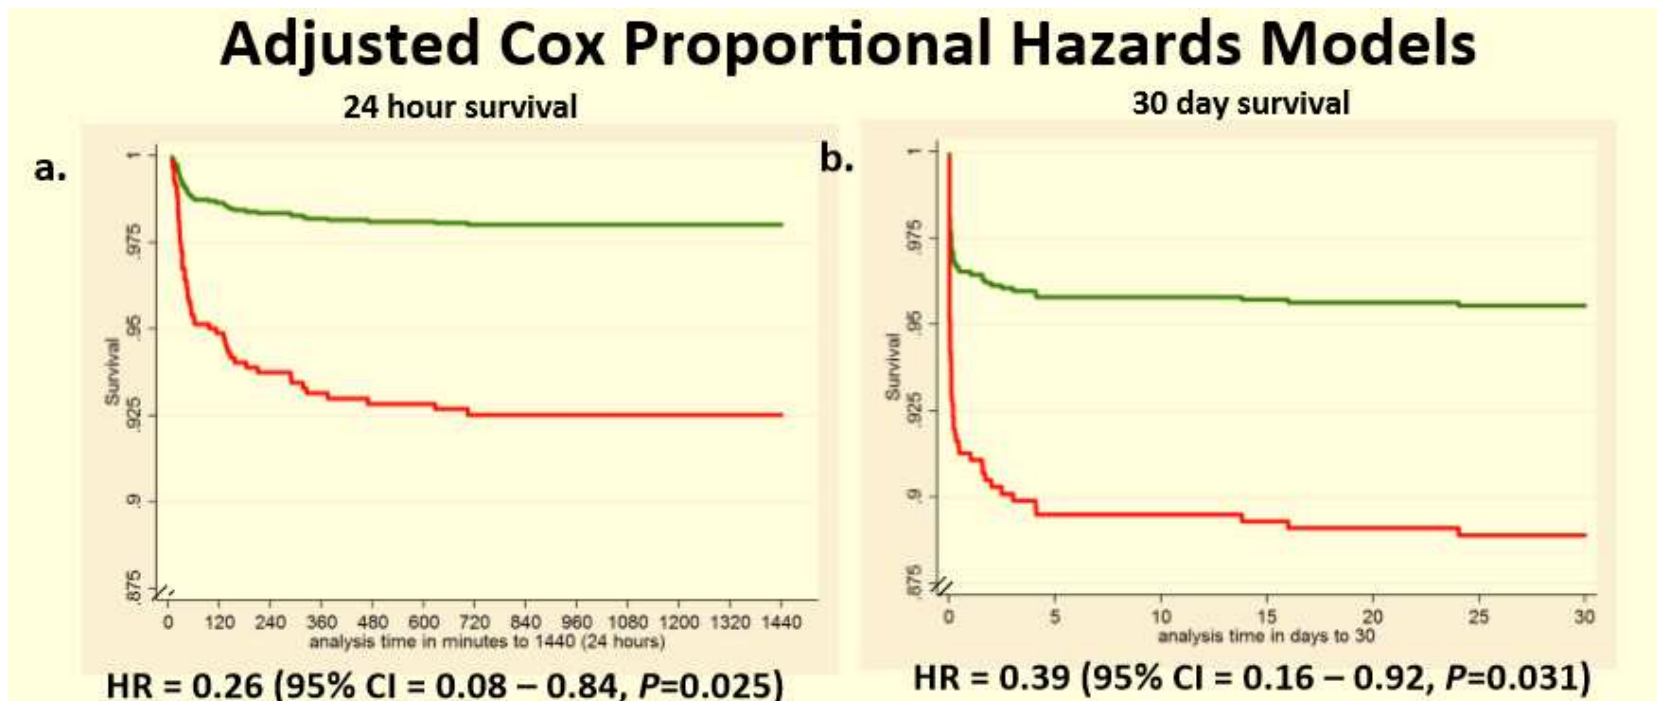 Adjusted Cox Proportional Hazards Models
24 hour survival
30 day survival
a.
1
.975
.95
.925
.9
.875
Survival
0 120 240 360 480 600 720 840 960 1080 1200 1320 1440
analysis time in minutes to 1440 (24 hours)
HR = 0.26 (95% CI = 0.08 – 0.84, P=0.025)
b.
1
.975
.95
.925
.9
.875
Survival
0 5 10 15 20 25 30
analysis time in days to 30
HR = 0.39 (95% CI = 0.16 – 0.92, P=0.031)